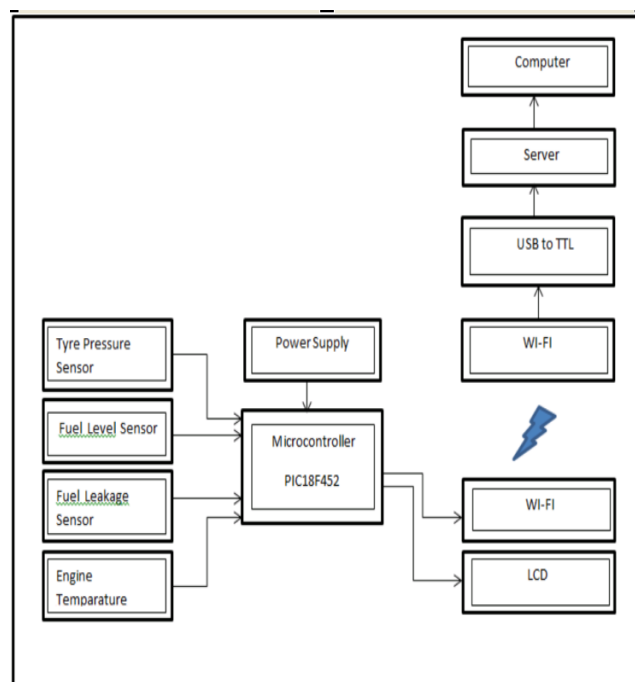 Computer
Server
USB to TTL
WI-FI
Tyre Pressure
Sensor
Power Supply
Fuel Level Sensor
Microcontroller
PIC18F452
Fuel Leakage
Sensor
WI-FI
Engine
Temparature
LCD